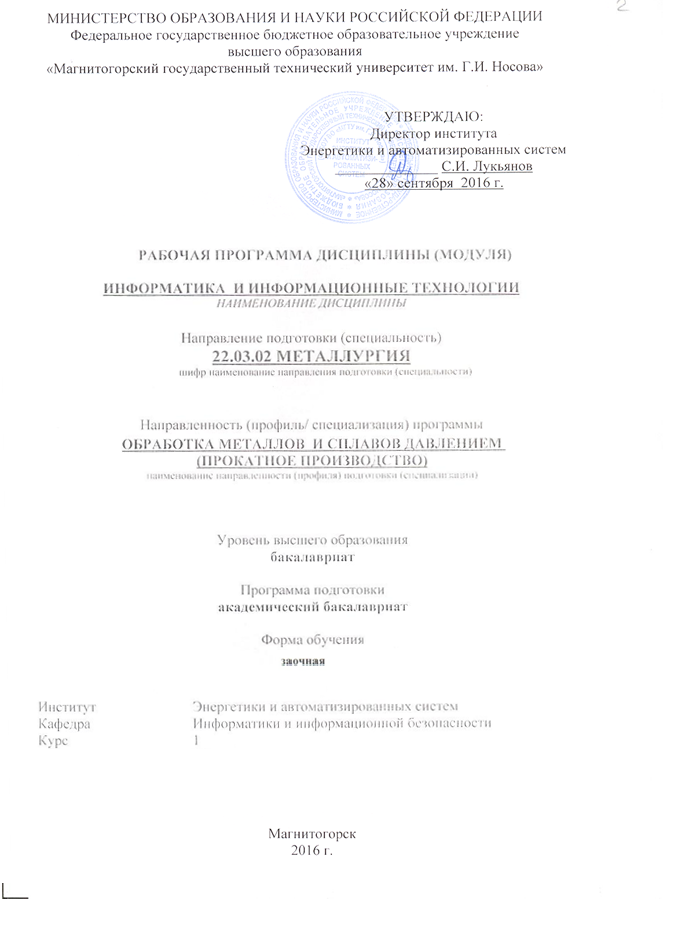 2
МИНИСТЕРСТВО ОБРАЗОВАНИЯ И НАУКИ РОССИЙСКОЙ ФЕДЕРАЦИИ
Федеральное государственное бюджетное образовательное учреждение
высшего образования
«Магнитогорский государственный технический университет им. Г.И. Носова»
УТВЕРЖДАЮ:
Директор института
Энергетики и автоматизированных систем
С.И. Лукьянов
«28» сентября 2016 г.
РАБОЧАЯ ПРОГРАММА ДИСЦИПЛИНЫ (МОДУЛЯ)
ИНФОРМАТИКА И ИНФОРМАЦИОННЫЕ ТЕХНОЛОГИИ
НАИМЕНОВАНИЕ ДИСЦИПЛИНЫ
Направление подготовки (специальность)
22.03.02 МЕТАЛЛУРГИЯ
шифр наименование направления подготовки (специальности)
Направленность (профиль/ специализация) программы
ОБРАБОТКА МЕТАЛЛОВ И СПЛАВОВ ДАВЛЕНИЕМ
(ПРОКАТНОЕ ПРОИЗВОДСТВО)
наименование направленности (профиля) подготовки (специализации)
Уровень высшего образования
бакалавриат
Программа подготовки
академический бакалавриат
Форма обучения
заочная
Институт Энергетики и автоматизированных систем
Кафедра Информатики и информационной безопасности
Курс 1
Магнитогорск
2016 г.